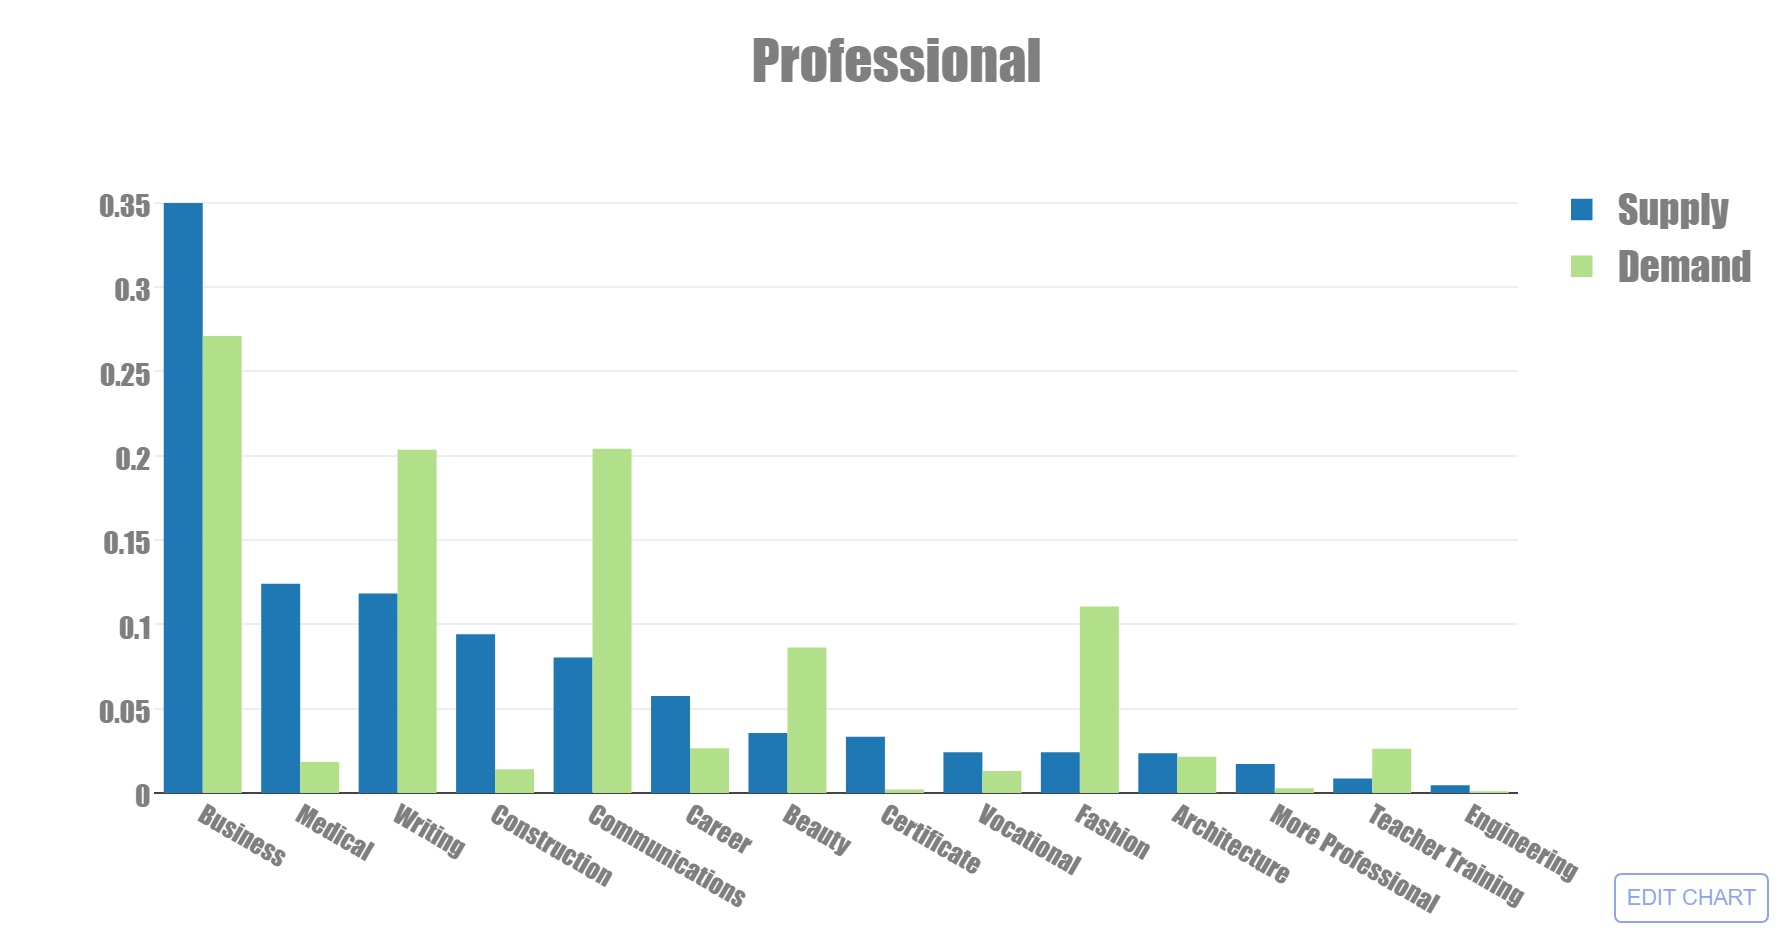 Professional
0.35
0.3
0.25
0.2
0.15
0.1
0.05
0
Supply
Demand
Business
Medical
Writing
Construction
Communications
Career
Beauty
Certificate
Vocational
Fashion
Architecture
More Professional
Teacher Training
Engineering
EDIT CHART